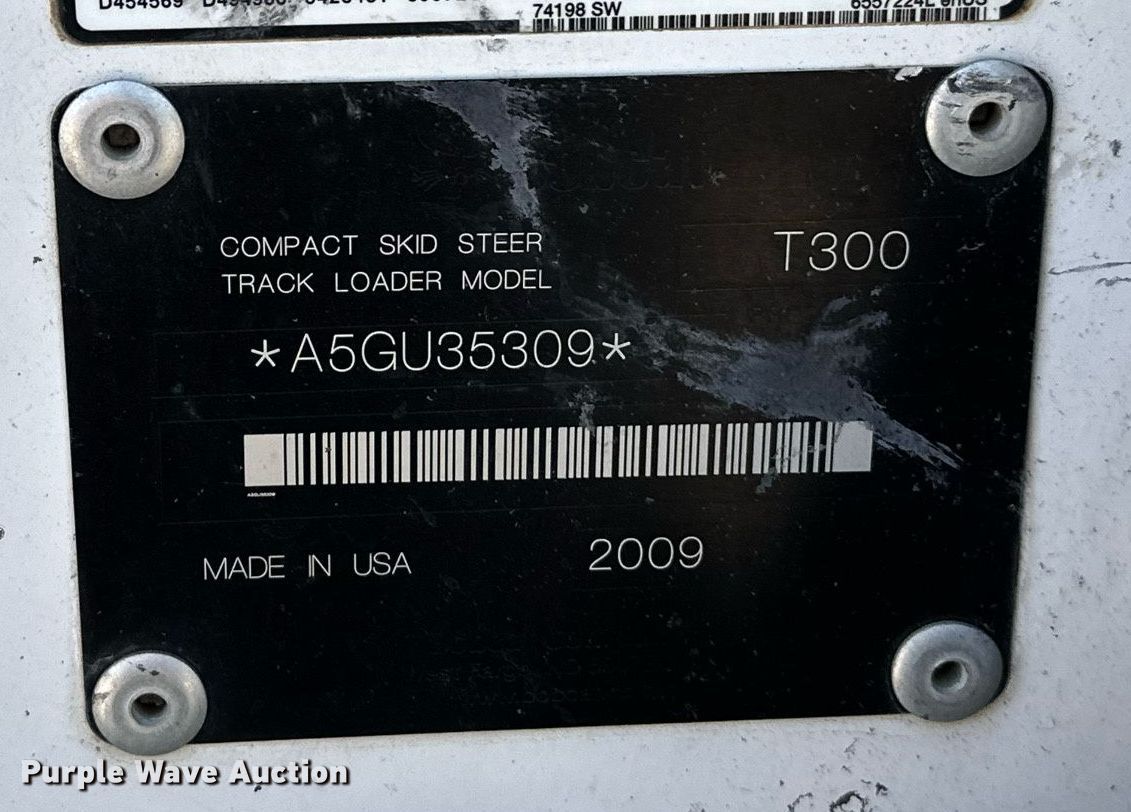 74198 SW
COMPACT SKID STEER
TRACK LOADER MODEL
T300
*A5GU35309*
MADE IN USA
2009
Purple Wave Auction